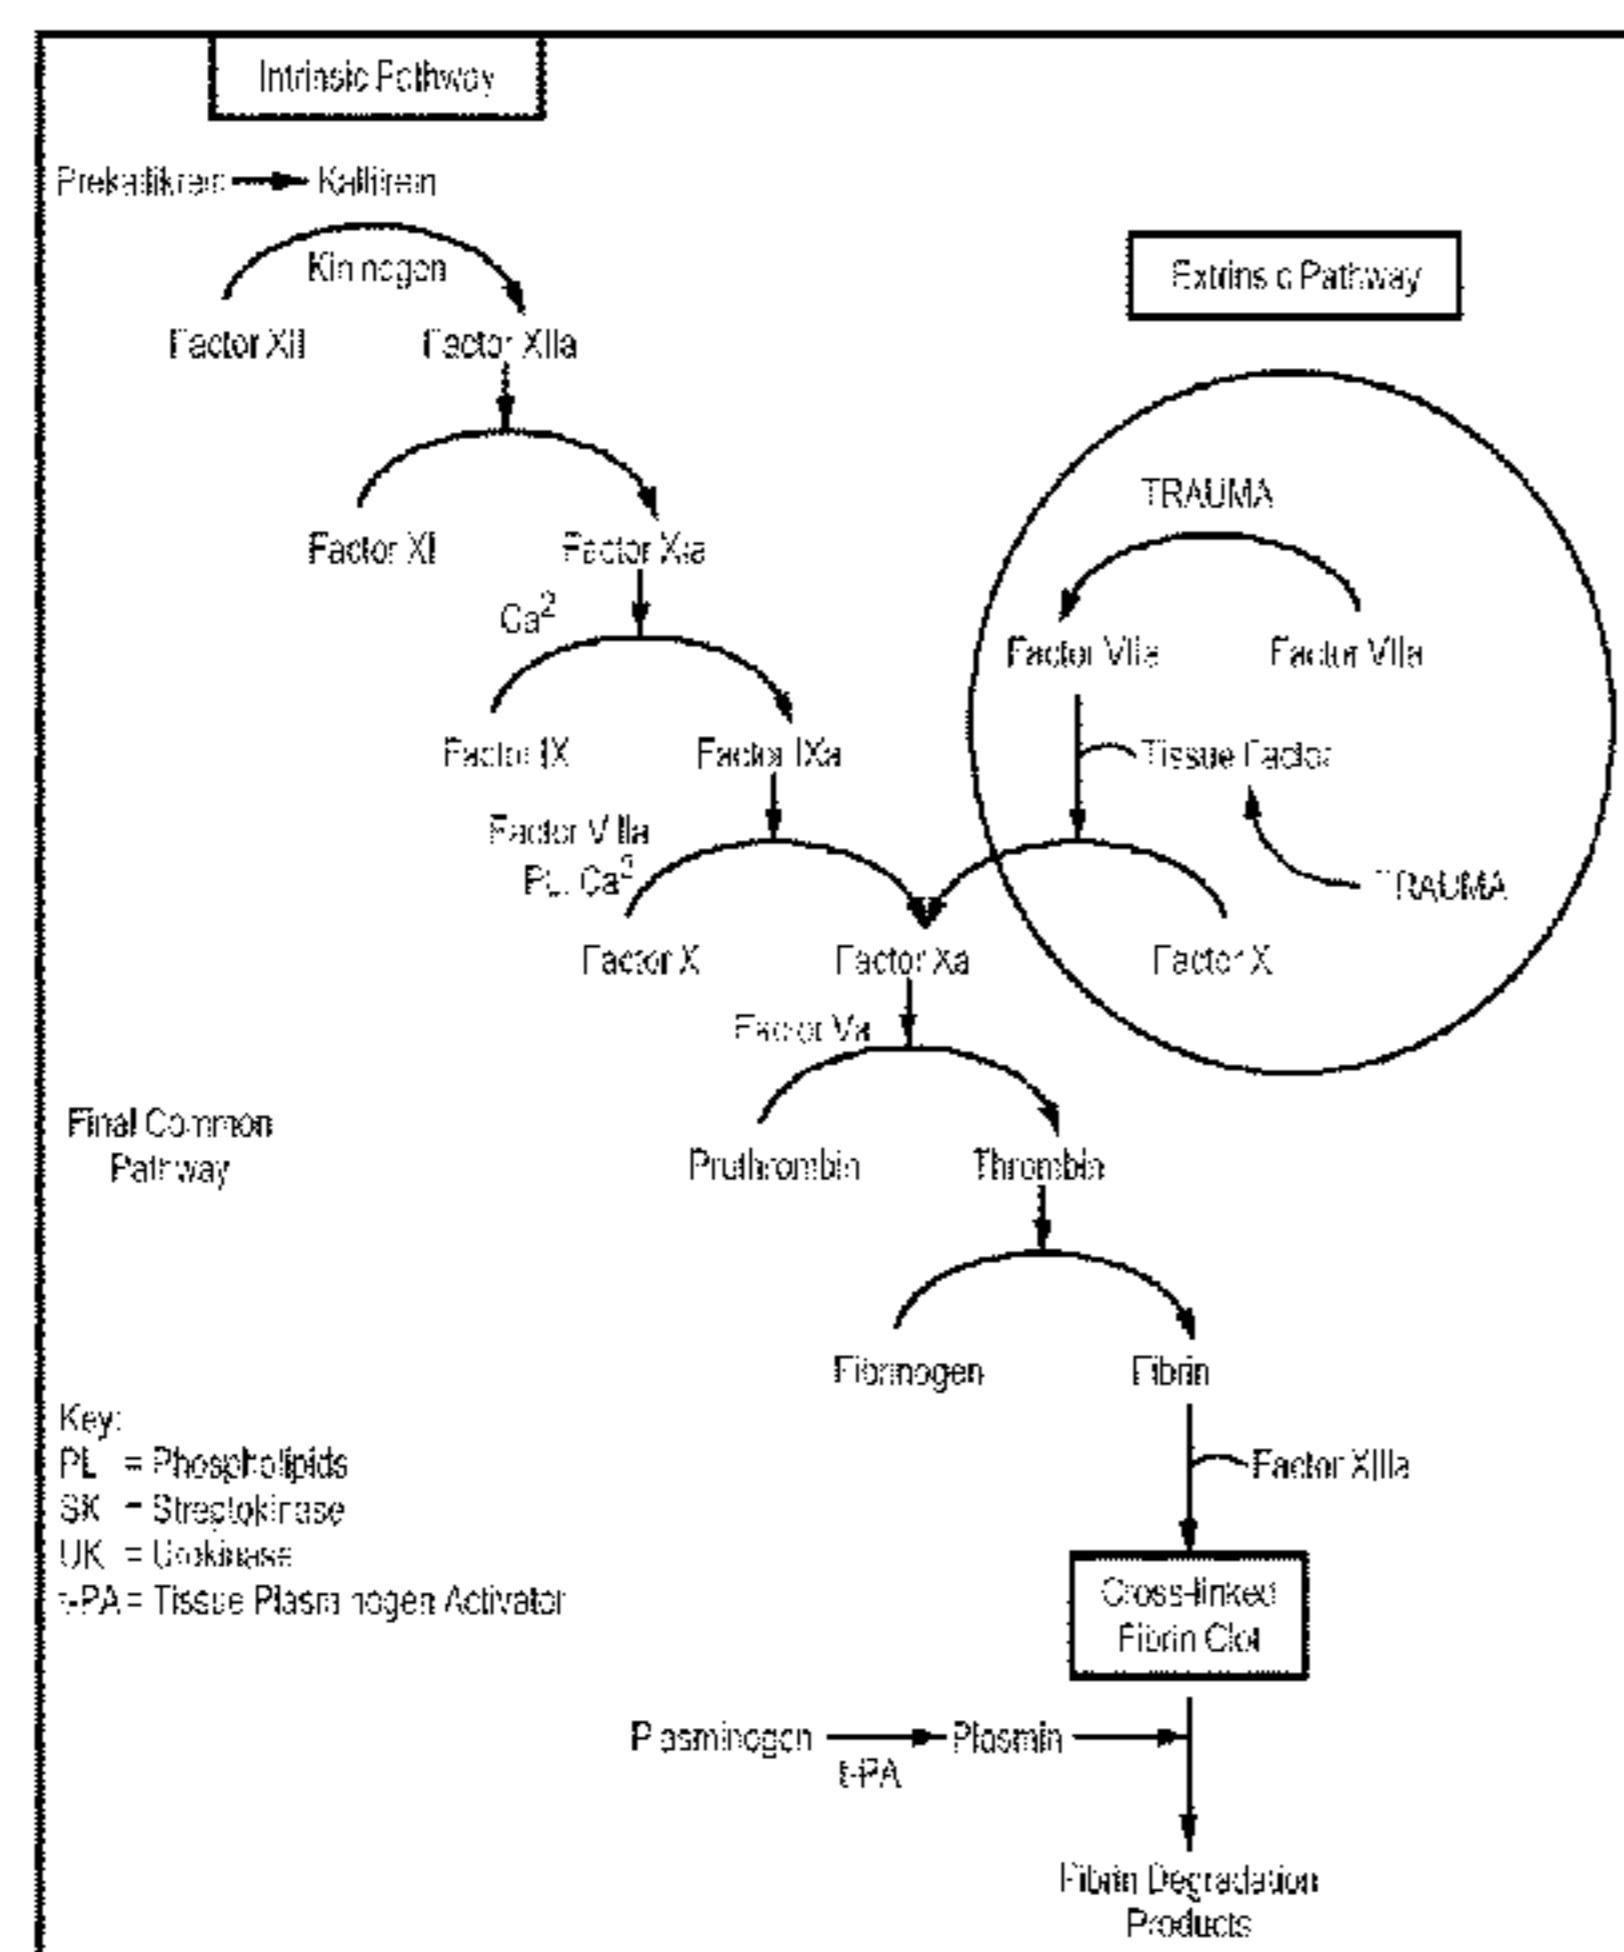 Intrinsic Pathway
Prekallikrein Kallirein
Kininogen
Extrinsic Pathway
Factor XII Factor XIIa
TRAUMA
Factor XI Factor XIa
Ca2
Factor VIIa Factor VIIa
Factor IX Factor IXa
Tissue Factor
Factor VIIIa
PL, Ca2
TRAUMA
Factor X Factor Xa Factor X
Factor Va
Final Common
Pathway
Prothrombin Thrombin
Fibrinogen Fibrin
Key:
PL = Phospholipids
SK = Streptokinase
UK = Urokinase
t-PA = Tissue Plasminogen Activator
Factor XIIIa
Cross-linked
Fibrin Clot
Plasminogen Plasmin
t-PA
Fibrin Degradation
Products